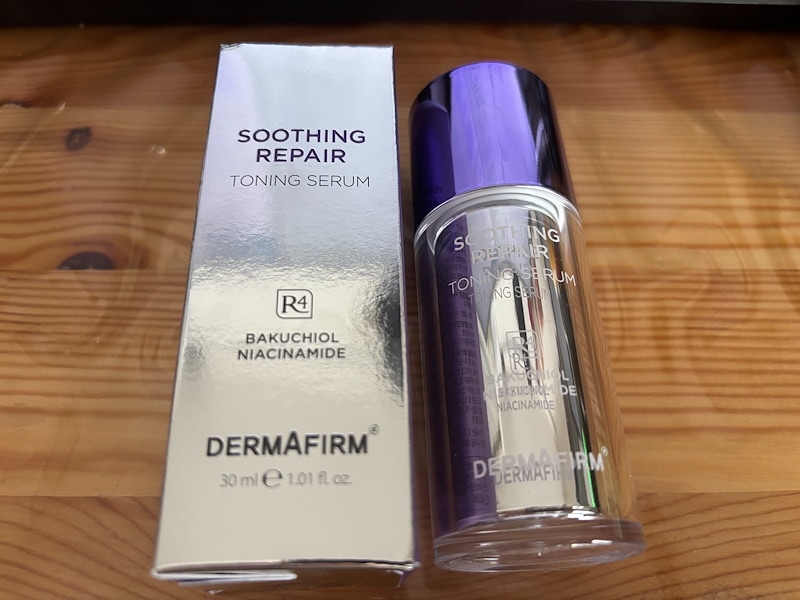 SOOTHING
REPAIR
TONING SERUM
R4
BAKUCHIOL
NIACINAMIDE
DERMAFIRM®
30 ml ℮ 1.01 fl. oz.
SOOTHING
REPAIR
TONING SERUM
R4
BAKUCHIOL
NIACINAMIDE
DERMAFIRM®